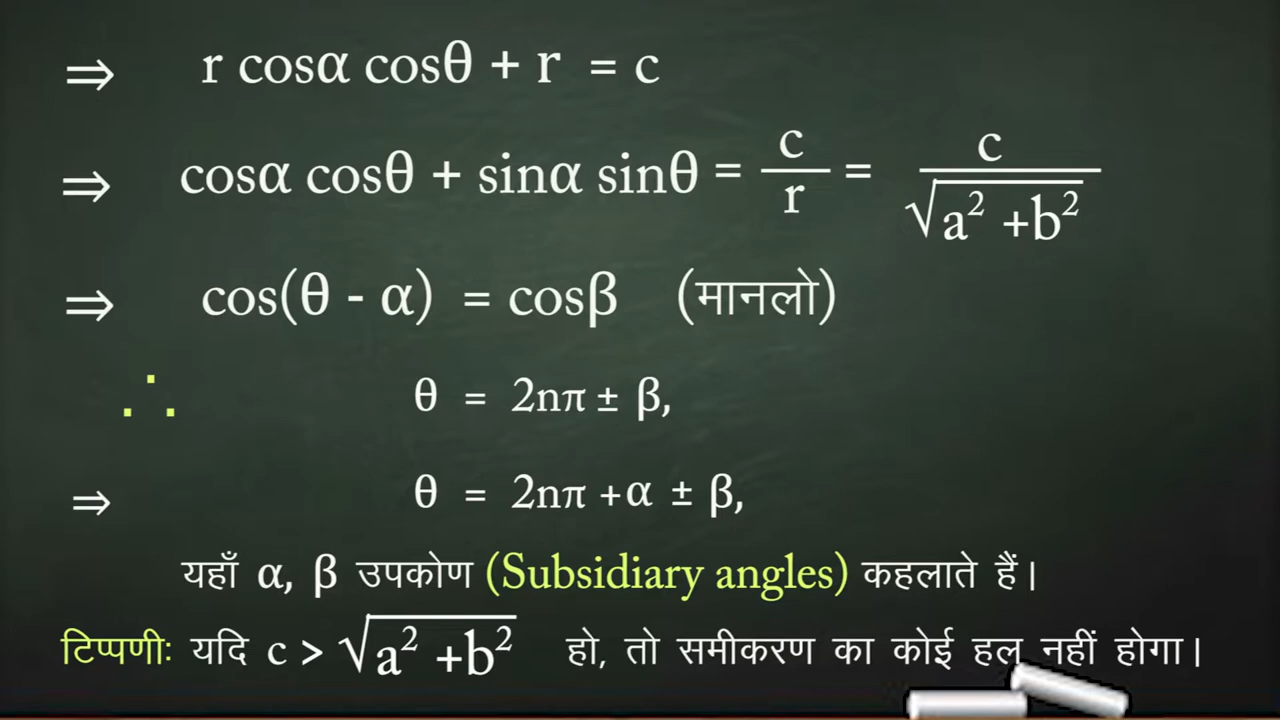 ⇒ r cosα cosθ + r = c
⇒ cosα cosθ + sinα sinθ = c/r = c/√(a² +b²)
⇒ cos(θ - α) = cosβ (मानलो)
∴ θ = 2nπ ± β,
⇒ θ = 2nπ +α ± β,
यहाँ α, β उपकोण (Subsidiary angles) कहलाते हैं।
टिप्पणीः यदि c > √(a² +b²) हो, तो समीकरण का कोई हल नहीं होगा।